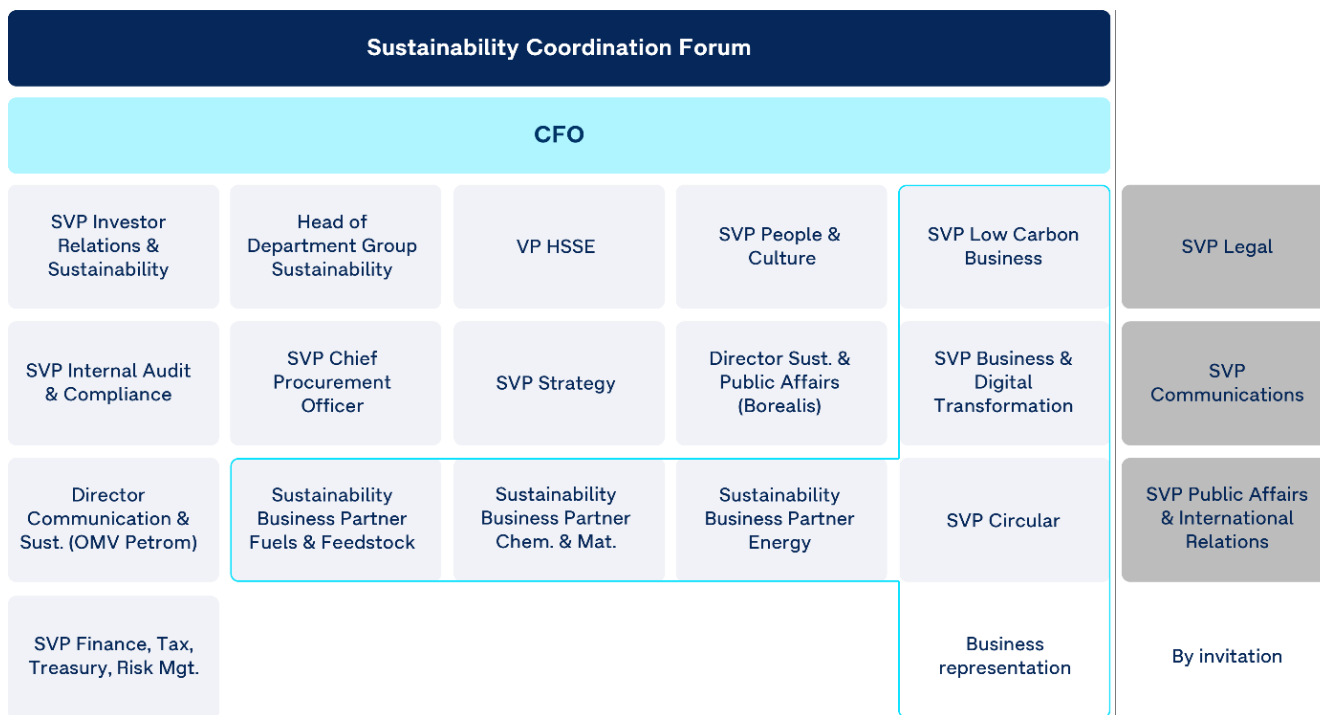 Sustainability Coordination Forum
CFO
SVP Investor
Relations &
Sustainability
Head of
Department Group
Sustainability
VP HSSE
SVP People &
Culture
SVP Low Carbon
Business
SVP Legal
SVP Internal Audit
& Compliance
SVP Chief
Procurement
Officer
SVP Strategy
Director Sust. &
Public Affairs
(Borealis)
SVP Business &
Digital
Transformation
SVP
Communications
Director
Communication &
Sust. (OMV Petrom)
Sustainability
Business Partner
Fuels & Feedstock
Sustainability
Business Partner
Chem. & Mat.
Sustainability
Business Partner
Energy
SVP Circular
SVP Public Affairs
& International
Relations
SVP Finance, Tax,
Treasury, Risk Mgt.
Business
representation
By invitation